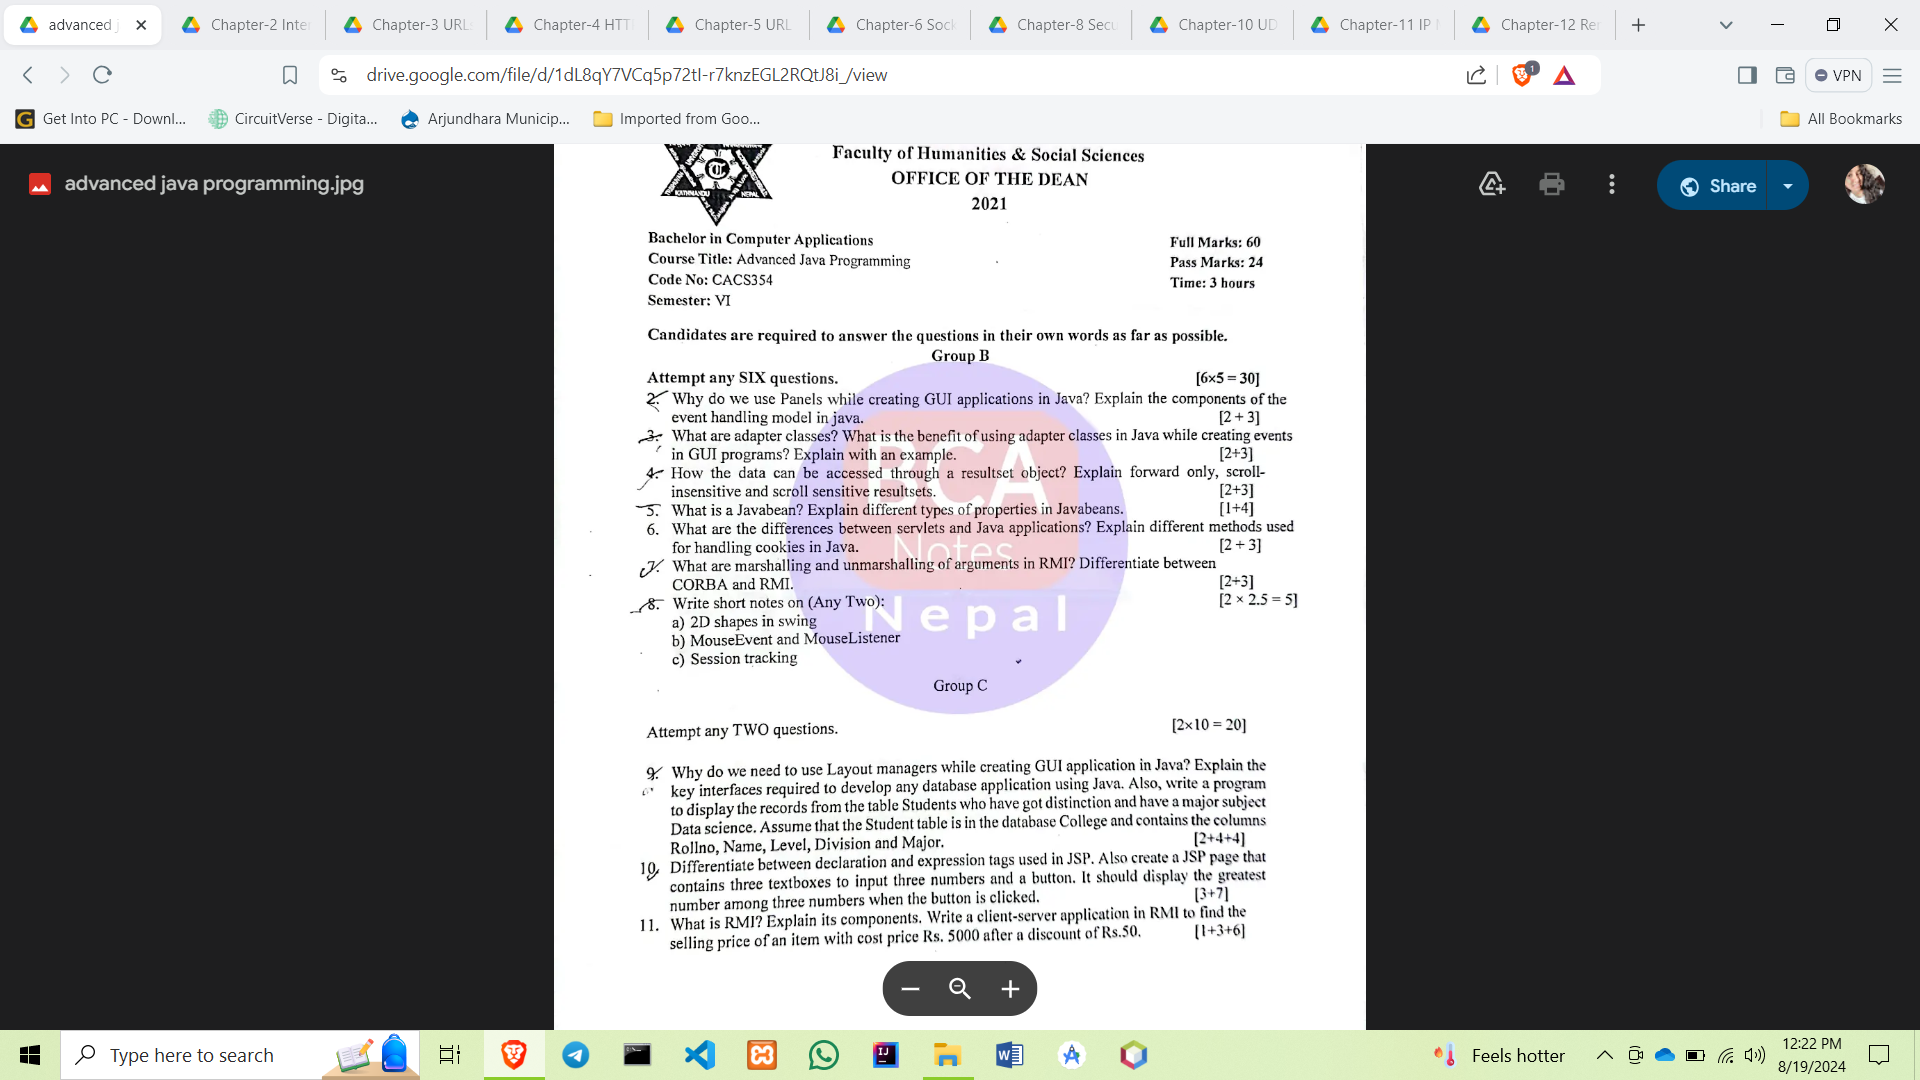 advanced j
Chapter-2 Inter
Chapter-3 URL
Chapter-4 HTT
Chapter-5 URL
Chapter-6 Sock
Chapter-8 Secu
Chapter-10 UD
Chapter-11 IP
Chapter-12 Re
drive.google.com/file/d/1dL8qY7VCq5p72tI-r7knzEGL2RQtJ8i_/view
1
VPN
Get Into PC - Downl...
CircuitVerse - Digita...
Arjundhara Municip...
Imported from Goo...
All Bookmarks
advanced java programming.jpg
Share
Faculty of Humanities & Social Sciences
OFFICE OF THE DEAN
2021
Bachelor in Computer Applications
Full Marks: 60
Course Title: Advanced Java Programming
Pass Marks: 24
Code No: CACS354
Time: 3 hours
Semester: VI
Candidates are required to answer the questions in their own words as far as possible.
Group B
Attempt any SIX questions. [6×5 = 30]
2. Why do we use Panels while creating GUI applications in Java? Explain the components of the
event handling model in java. [2 + 3]
3. What are adapter classes? What is the benefit of using adapter classes in Java while creating events
in GUI programs? Explain with an example. [2+3]
4. How the data can be accessed through a resultset object? Explain forward only, scroll-
insensitive and scroll sensitive resultsets. [2+3]
5. What is a Javabean? Explain different types of properties in Javabeans. [1+4]
6. What are the differences between servlets and Java applications? Explain different methods used
for handling cookies in Java. [2 + 3]
7. What are marshalling and unmarshalling of arguments in RMI? Differentiate between
CORBA and RMI. [2+3]
8. Write short notes on (Any Two): [2 × 2.5 = 5]
a) 2D shapes in swing
b) MouseEvent and MouseListener
c) Session tracking
BCA
Notes
Nepal
Group C
Attempt any TWO questions. [2×10 = 20]
9. Why do we need to use Layout managers while creating GUI application in Java? Explain the
key interfaces required to develop any database application using Java. Also, write a program
to display the records from the table Students who have got distinction and have a major subject
Data science. Assume that the Student table is in the database College and contains the columns
Rollno, Name, Level, Division and Major. [2+4+4]
10. Differentiate between declaration and expression tags used in JSP. Also create a JSP page that
contains three textboxes to input three numbers and a button. It should display the greatest
number among three numbers when the button is clicked. [3+7]
11. What is RMI? Explain its components. Write a client-server application in RMI to find the
selling price of an item with cost price Rs. 5000 after a discount of Rs.50. [1+3+6]
Type here to search
Feels hotter
12:22 PM
8/19/2024